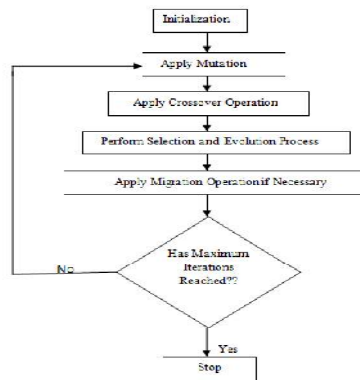 Initialization
Apply Mutation
Apply Crossover Operation
Perform Selection and Evolution Process
Apply Migration Operation if Necessary
Has Maximum
Iterations
Reached??
No
Yes
Stop